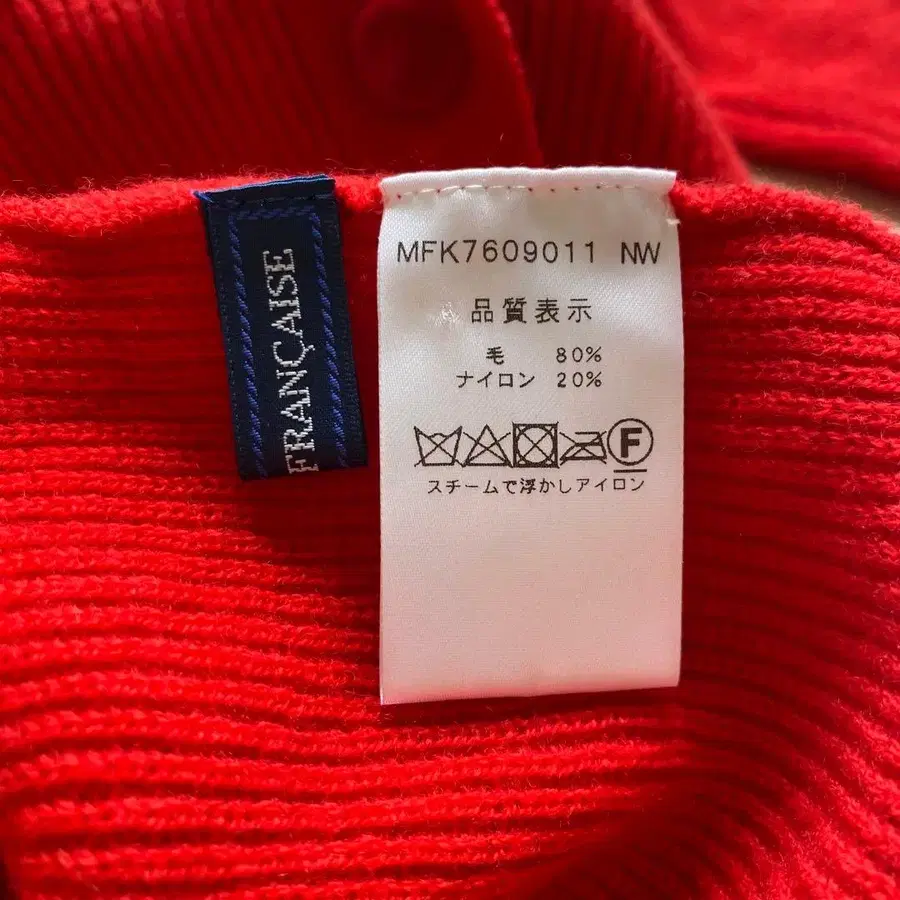 FRANÇAISE
MFK7609011 NW
品質表示
毛 80%
ナイロン 20%
F
スチームで浮かしアイロン